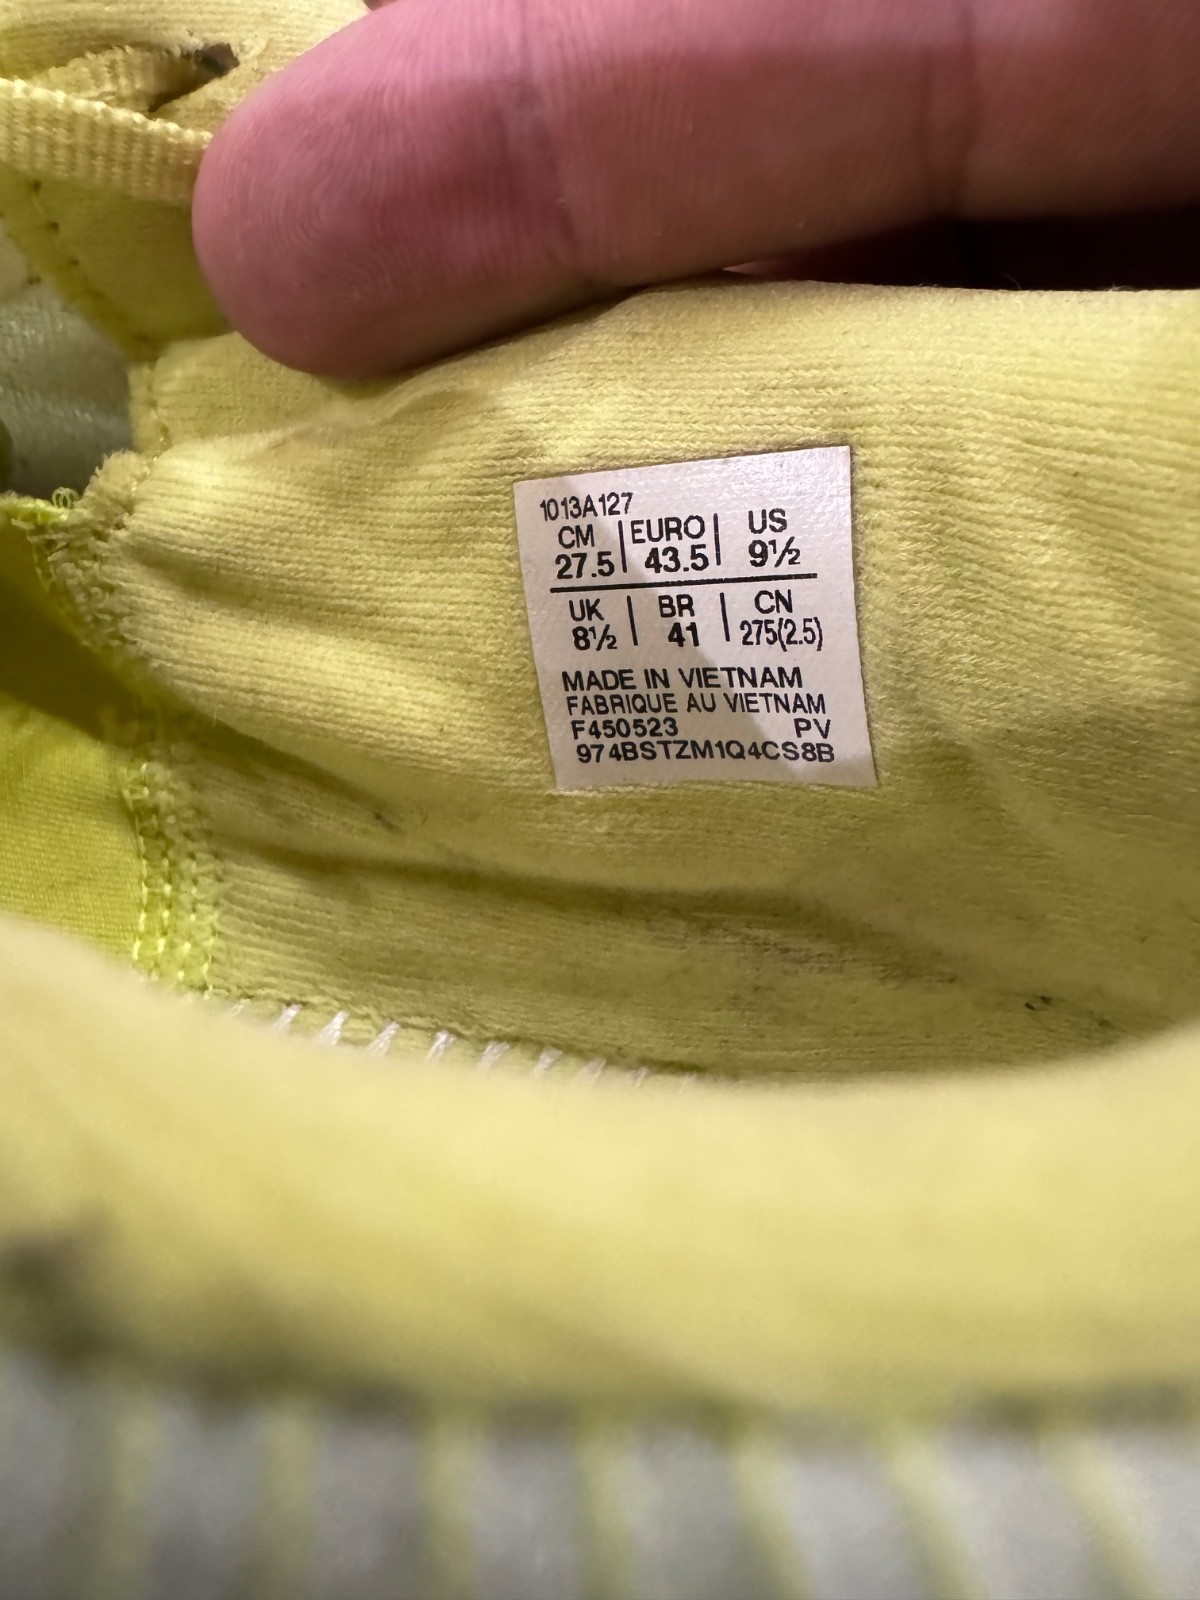 1013A127
CM | EURO | US
27.5 | 43.5 | 9½
UK | BR | CN
8½ | 41 | 275(2.5)
MADE IN VIETNAM
FABRIQUE AU VIETNAM
F450523 PV
974BSTZM1Q4CS8B